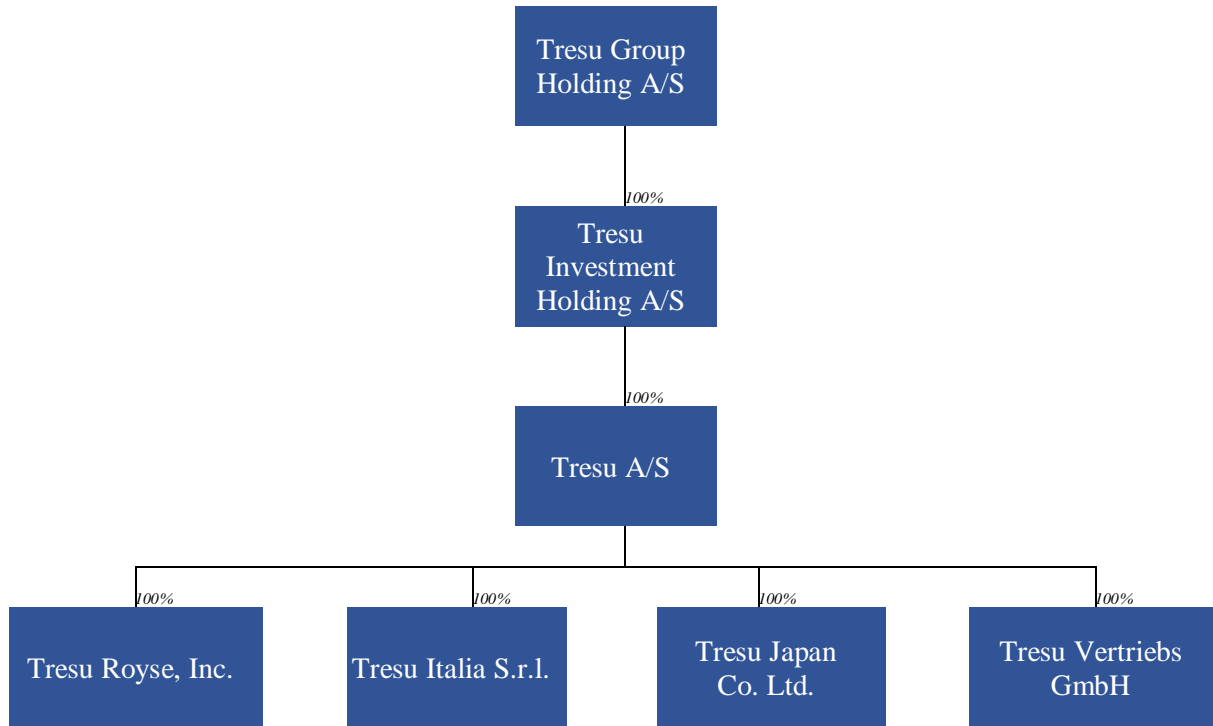 Tresu Group
Holding A/S
100%
Tresu
Investment
Holding A/S
100%
Tresu A/S
100%
100%
100%
100%
Tresu Royse, Inc.
Tresu Italia S.r.l.
Tresu Japan
Co. Ltd.
Tresu Vertriebs
GmbH